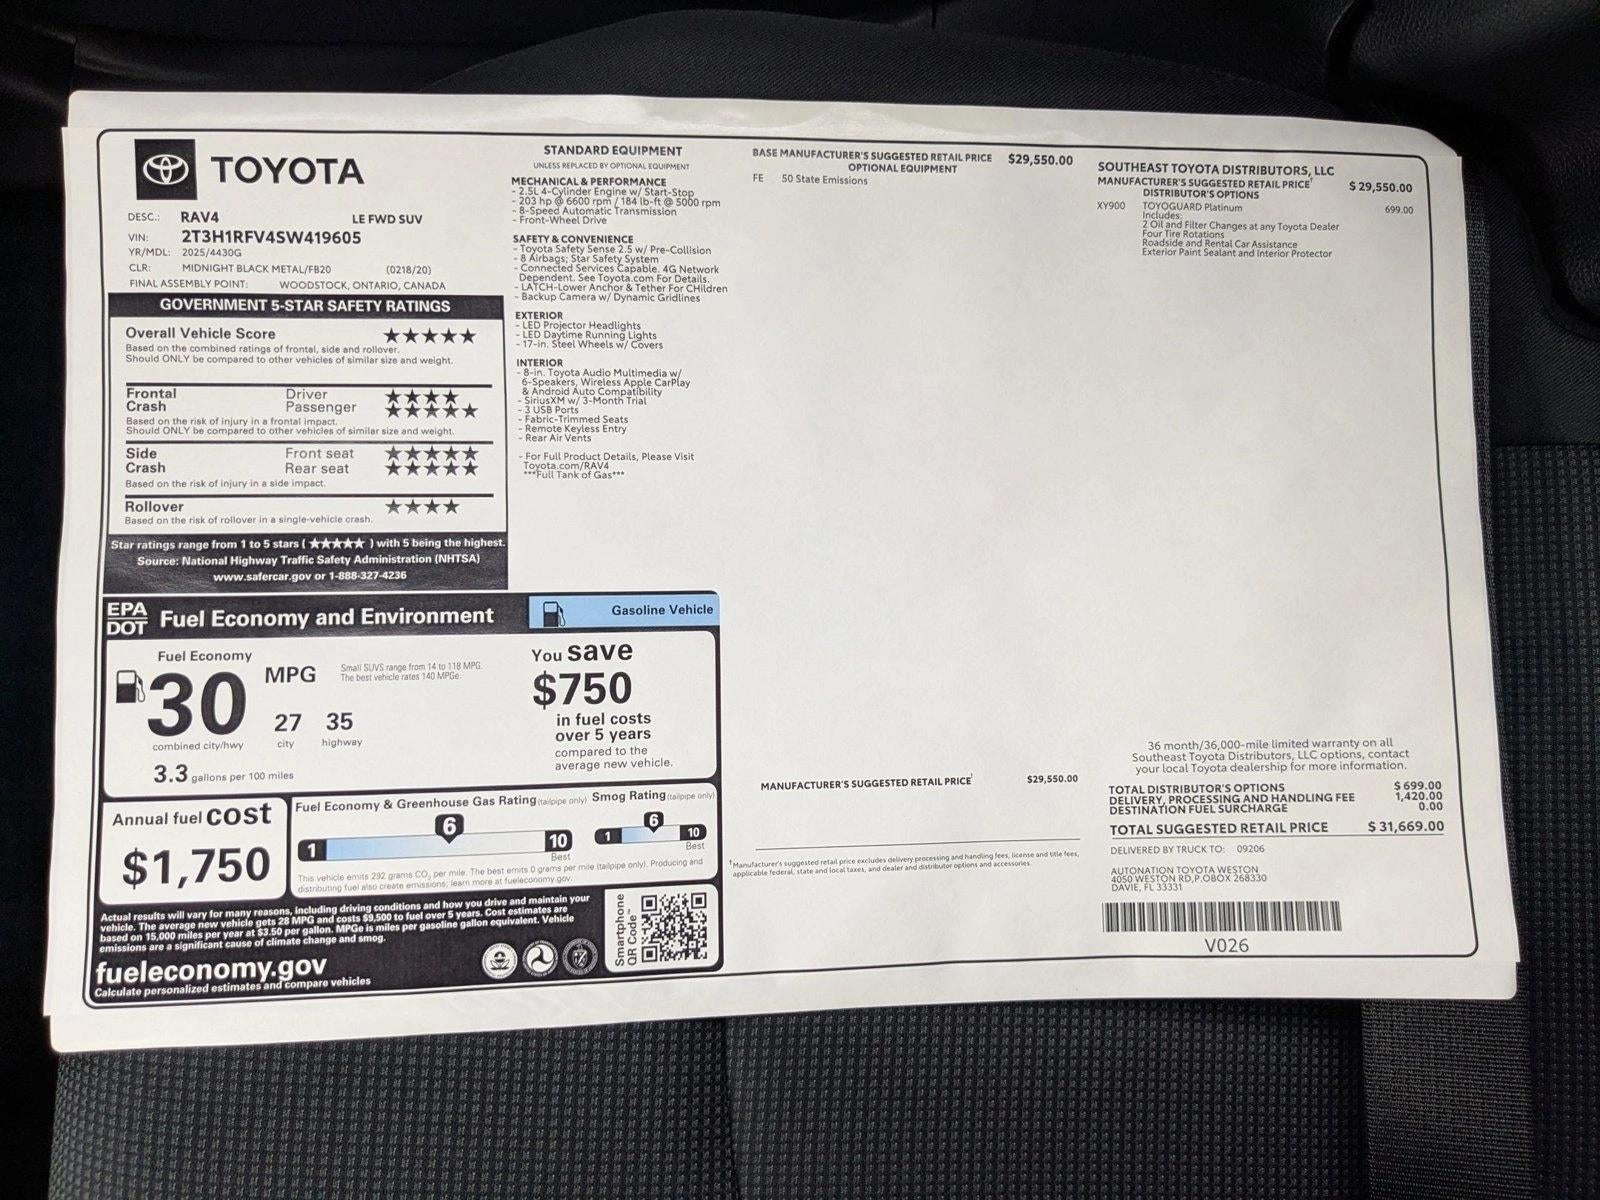 TOYOTA
DESC.: RAV4 LE FWD SUV
VIN: 2T3H1RFV4SW419605
YR/MDL: 2025/4430G
CLR: MIDNIGHT BLACK METAL/FB20 (0218/20)
FINAL ASSEMBLY POINT: WOODSTOCK, ONTARIO, CANADA
GOVERNMENT 5-STAR SAFETY RATINGS
Overall Vehicle Score ★★★★★
Based on the combined ratings of frontal, side and rollover.
Should ONLY be compared to other vehicles of similar size and weight.
Frontal Driver ★★★★
Crash Passenger ★★★★★
Based on the risk of injury in a frontal impact.
Should ONLY be compared to other vehicles of similar size and weight.
Side Front seat ★★★★★
Crash Rear seat ★★★★★
Based on the risk of injury in a side impact.
Rollover ★★★★
Based on the risk of rollover in a single-vehicle crash.
Star ratings range from 1 to 5 stars ( ★★★★★ ) with 5 being the highest.
Source: National Highway Traffic Safety Administration (NHTSA)
www.safercar.gov or 1-888-327-4236
EPA
DOT
Fuel Economy and Environment
Gasoline Vehicle
Fuel Economy
30 MPG
Small SUVS range from 14 to 118 MPG.
The best vehicle rates 140 MPGe.
27 35
combined city/hwy city highway
3.3 gallons per 100 miles
You save
$750
in fuel costs
over 5 years
compared to the
average new vehicle.
Annual fuel cost
$1,750
Fuel Economy & Greenhouse Gas Rating (tailpipe only) Smog Rating (tailpipe only)
1 6 10
Best
1 6 10
Best
This vehicle emits 292 grams CO2 per mile. The best emits 0 grams per mile (tailpipe only). Producing and
distributing fuel also create emissions; learn more at fueleconomy.gov.
Actual results will vary for many reasons, including driving conditions and how you drive and maintain your
vehicle. The average new vehicle gets 28 MPG and costs $9,500 to fuel over 5 years. Cost estimates are
based on 15,000 miles per year at $3.50 per gallon. MPGe is miles per gasoline gallon equivalent. Vehicle
emissions are a significant cause of climate change and smog.
fueleconomy.gov
Calculate personalized estimates and compare vehicles
Smartphone
QR Code™
STANDARD EQUIPMENT
UNLESS REPLACED BY OPTIONAL EQUIPMENT
MECHANICAL & PERFORMANCE
- 2.5L 4-Cylinder Engine w/ Start-Stop
- 203 hp @ 6600 rpm / 184 lb-ft @ 5000 rpm
- 8-Speed Automatic Transmission
- Front-Wheel Drive
SAFETY & CONVENIENCE
- Toyota Safety Sense 2.5 w/ Pre-Collision
- 8 Airbags; Star Safety System
- Connected Services Capable. 4G Network
Dependent. See Toyota.com For Details.
- LATCH-Lower Anchor & Tether For CHildren
- Backup Camera w/ Dynamic Gridlines
EXTERIOR
- LED Projector Headlights
- LED Daytime Running Lights
- 17-in. Steel Wheels w/ Covers
INTERIOR
- 8-in. Toyota Audio Multimedia w/
6-Speakers, Wireless Apple CarPlay
& Android Auto Compatibility
- SiriusXM w/ 3-Month Trial
- 3 USB Ports
- Fabric-Trimmed Seats
- Remote Keyless Entry
- Rear Air Vents
- For Full Product Details, Please Visit
Toyota.com/RAV4
***Full Tank of Gas***
BASE MANUFACTURER'S SUGGESTED RETAIL PRICE $29,550.00
OPTIONAL EQUIPMENT
FE 50 State Emissions
MANUFACTURER'S SUGGESTED RETAIL PRICE† $29,550.00
†Manufacturer's suggested retail price excludes delivery processing and handling fees, license and title fees,
applicable federal, state and local taxes, and dealer and distributor options and accessories.
SOUTHEAST TOYOTA DISTRIBUTORS, LLC
MANUFACTURER'S SUGGESTED RETAIL PRICE† $ 29,550.00
DISTRIBUTOR'S OPTIONS
XY900 TOYOGUARD Platinum 699.00
Includes:
2 Oil and Filter Changes at any Toyota Dealer
Four Tire Rotations
Roadside and Rental Car Assistance
Exterior Paint Sealant and Interior Protector
36 month/36,000-mile limited warranty on all
Southeast Toyota Distributors, LLC options, contact
your local Toyota dealership for more information.
TOTAL DISTRIBUTOR'S OPTIONS $ 699.00
DELIVERY, PROCESSING AND HANDLING FEE 1,420.00
DESTINATION FUEL SURCHARGE 0.00
TOTAL SUGGESTED RETAIL PRICE $ 31,669.00
DELIVERED BY TRUCK TO: 09206
AUTONATION TOYOTA WESTON
4050 WESTON RD,P.OBOX 268330
DAVIE, FL 33331
V026